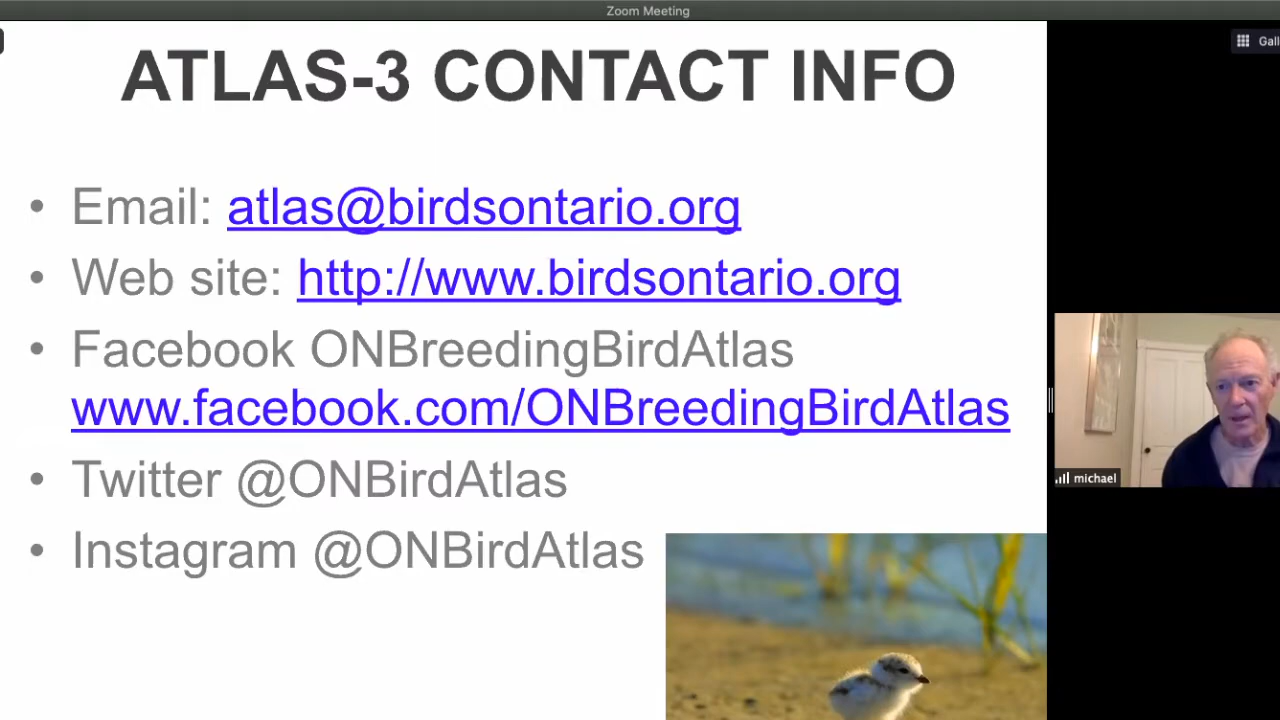 Zoom Meeting
ATLAS-3 CONTACT INFO
• Email: atlas@birdsontario.org
• Web site: http://www.birdsontario.org
• Facebook ONBreedingBirdAtlas
www.facebook.com/ONBreedingBirdAtlas
• Twitter @ONBirdAtlas
• Instagram @ONBirdAtlas
Gall
michael